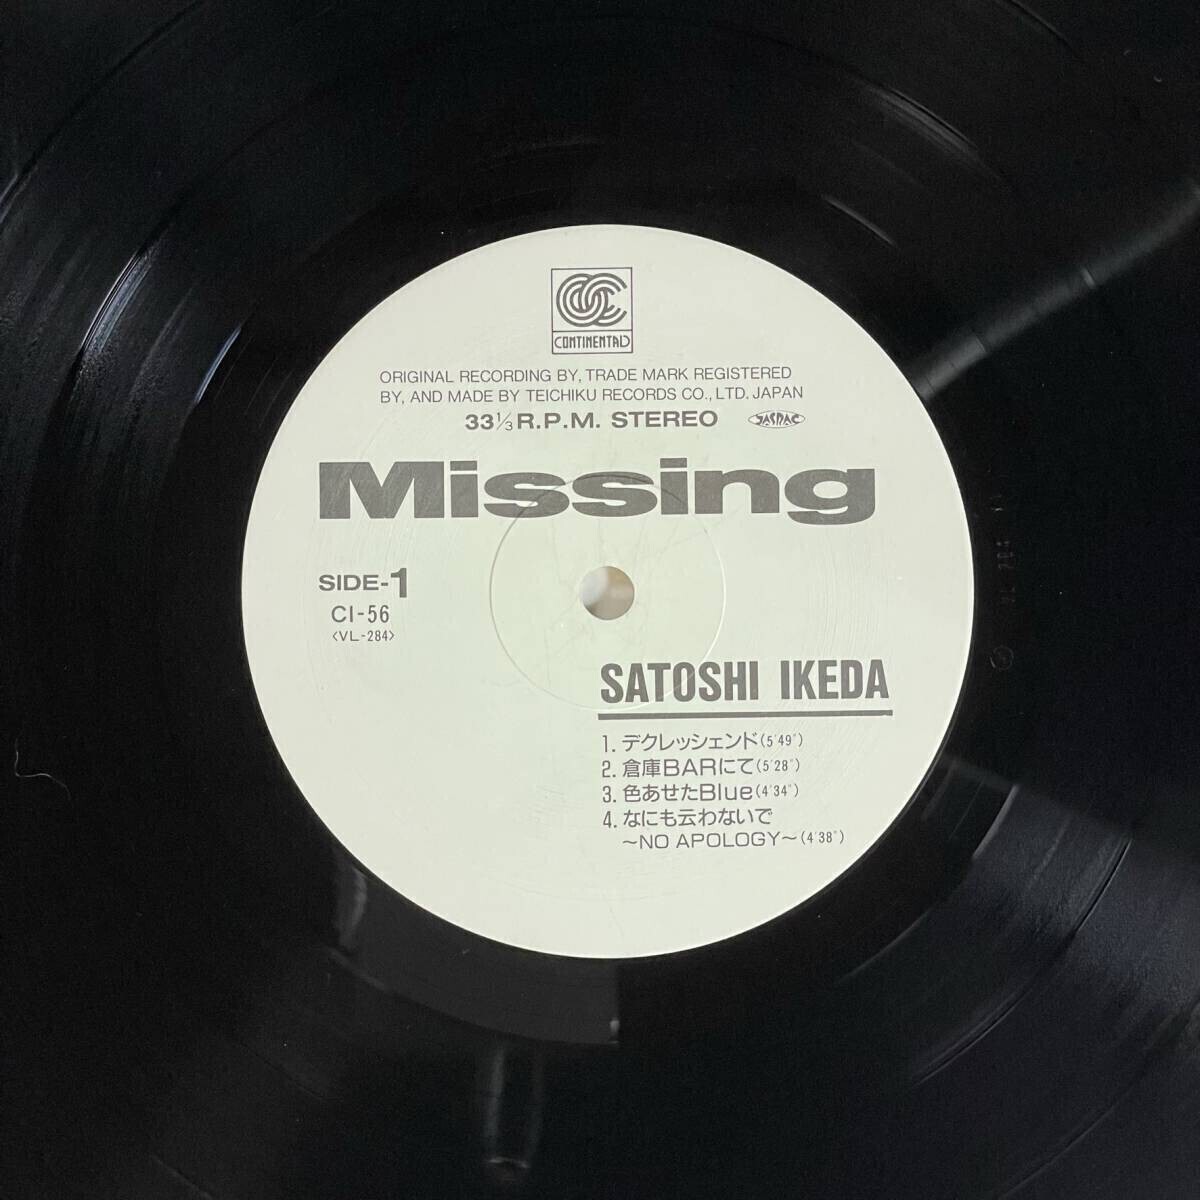 CONTINENTAL
ORIGINAL RECORDING BY, TRADE MARK REGISTERED
BY, AND MADE BY TEICHIKU RECORDS CO., LTD. JAPAN
33 1/3 R.P.M. STEREO JASRAC
Missing
SIDE-1
CI-56
<VL-284>
SATOSHI IKEDA
1. デクレッシェンド(5'49")
2. 倉庫BARにて(5'28")
3. 色あせたBlue(4'34")
4. なにも云わないで
~NO APOLOGY~(4'38")